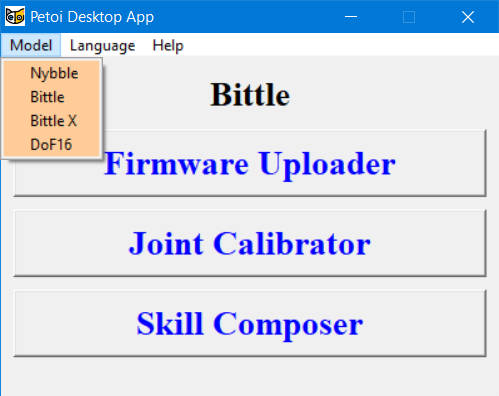 Petoi Desktop App
Model Language Help
Nybble
Bittle
Bittle X
DoF16
Bittle
Firmware Uploader
Joint Calibrator
Skill Composer